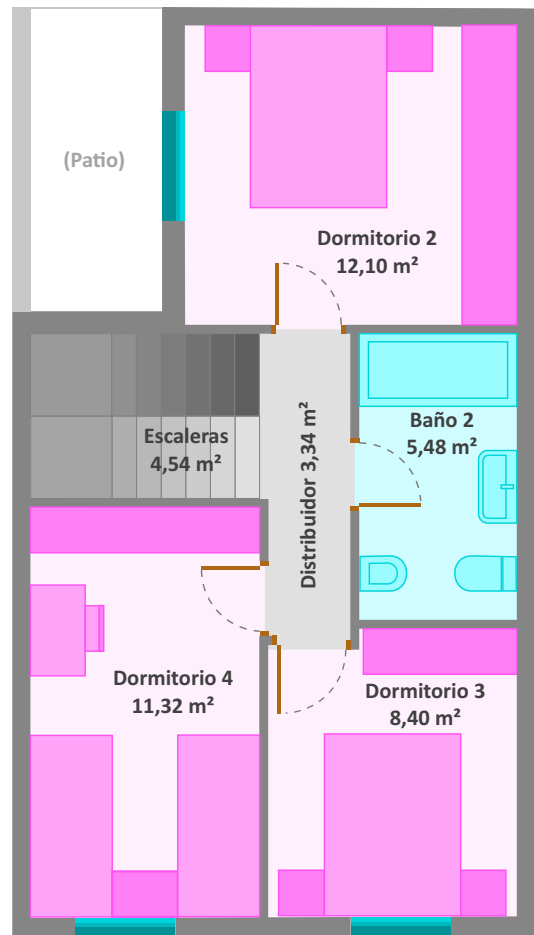 (Patio)
Dormitorio 2
12,10 m²
Escaleras
4,54 m²
Distribuidor 3,34 m²
Baño 2
5,48 m²
Dormitorio 4
11,32 m²
Dormitorio 3
8,40 m²